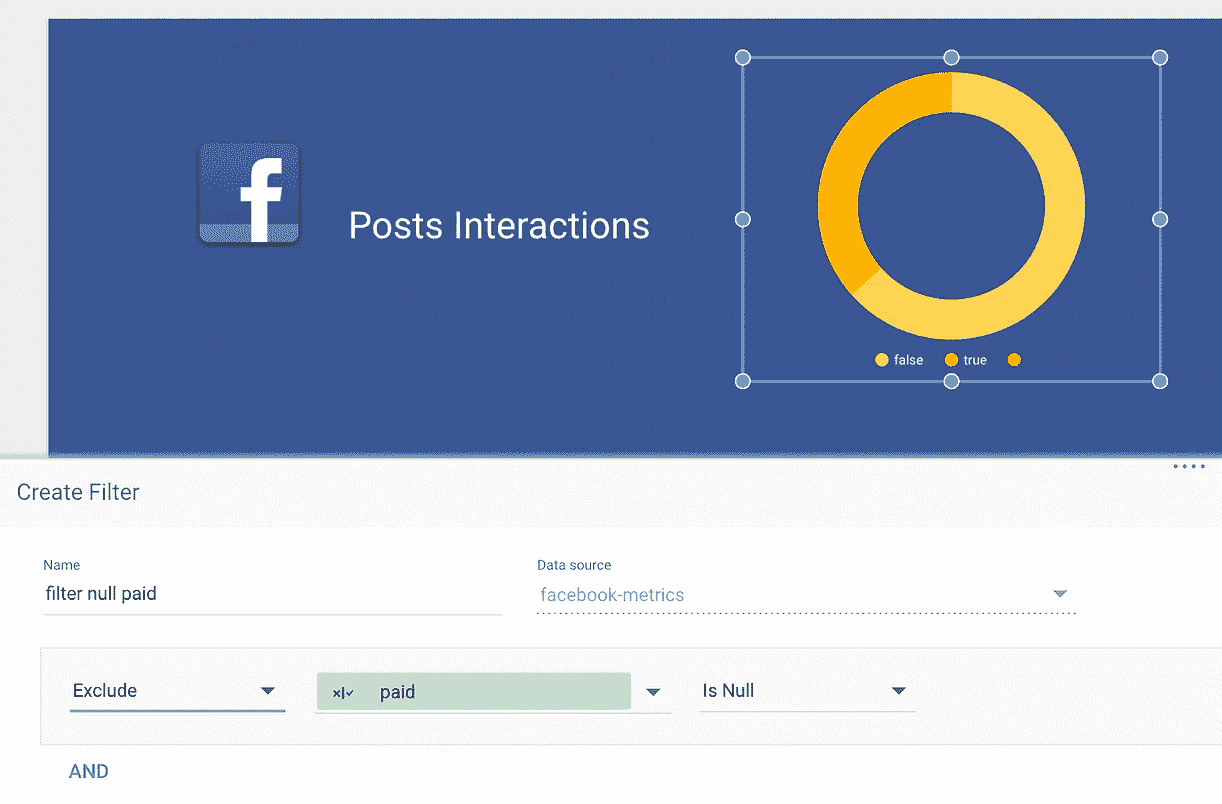 f
Posts Interactions
false true
Create Filter
Name
filter null paid
Data source
facebook-metrics
Exclude paid Is Null
AND